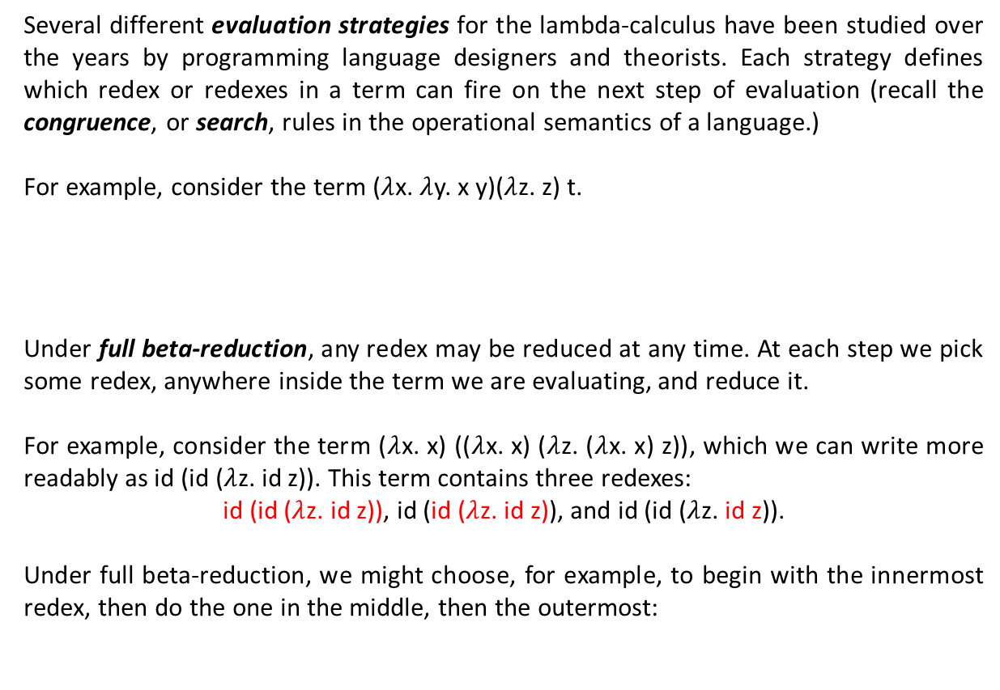 Several different evaluation strategies for the lambda-calculus have been studied over
the years by programming language designers and theorists. Each strategy defines
which redex or redexes in a term can fire on the next step of evaluation (recall the
congruence, or search, rules in the operational semantics of a language.)
For example, consider the term (𝜆x. 𝜆y. x y)(𝜆z. z) t.
Under full beta-reduction, any redex may be reduced at any time. At each step we pick
some redex, anywhere inside the term we are evaluating, and reduce it.
For example, consider the term (𝜆x. x) ((𝜆x. x) (𝜆z. (𝜆x. x) z)), which we can write more
readably as id (id (𝜆z. id z)). This term contains three redexes:
id (id (𝜆z. id z)), id (id (𝜆z. id z)), and id (id (𝜆z. id z)).
Under full beta-reduction, we might choose, for example, to begin with the innermost
redex, then do the one in the middle, then the outermost: